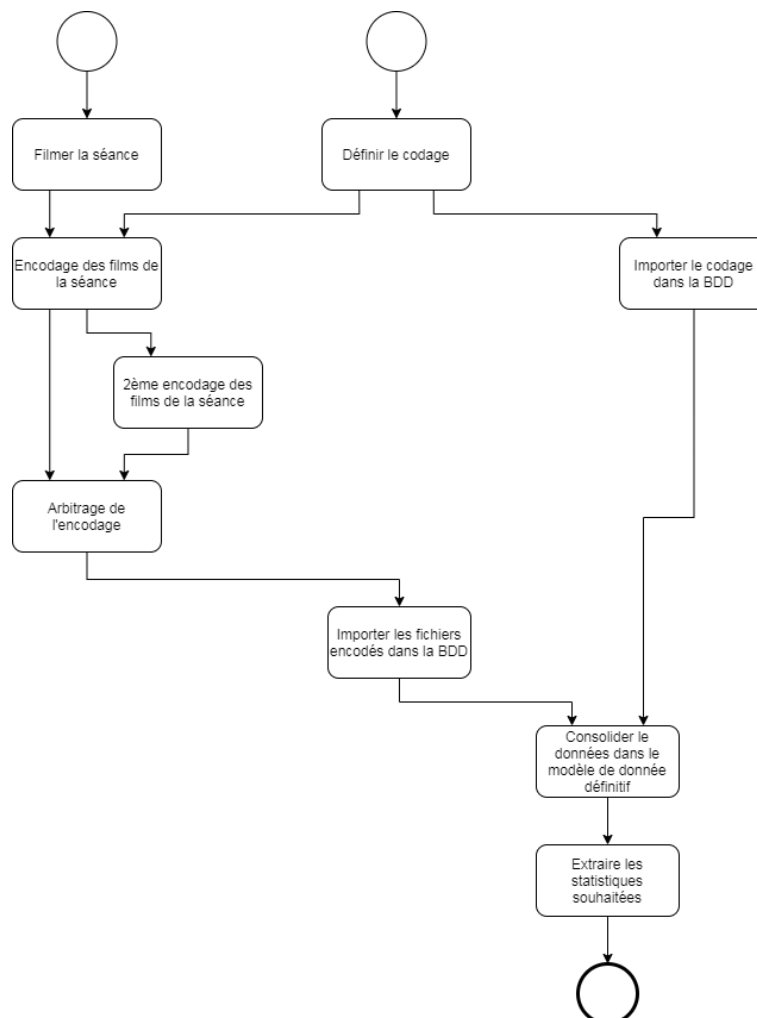 Filmer la séance
Définir le codage
Encodage des films de
la séance
Importer le codage
dans la BDD
2ème encodage des
films de la séance
Arbitrage de
l'encodage
Importer les fichiers
encodés dans la BDD
Consolider le
données dans le
modèle de donnée
définitif
Extraire les
statistiques
souhaitées